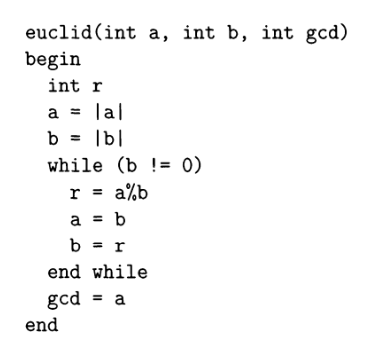 euclid(int a, int b, int gcd)
begin
  int r
  a = |a|
  b = |b|
  while (b != 0)
    r = a%b
    a = b
    b = r
  end while
  gcd = a
end